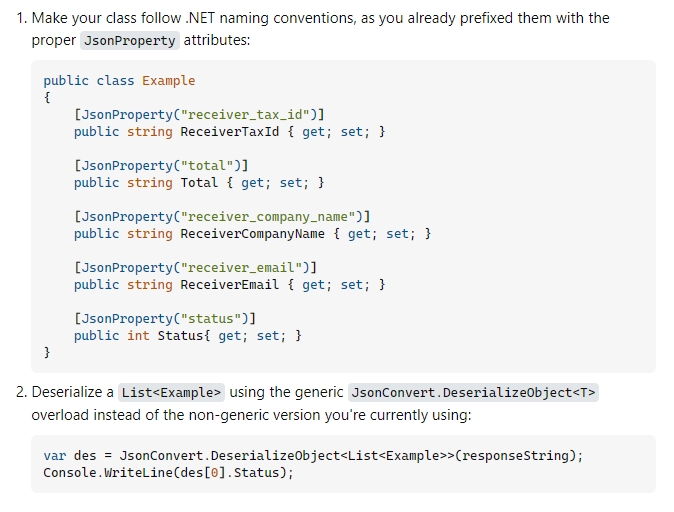 1. Make your class follow .NET naming conventions, as you already prefixed them with the
proper JsonProperty attributes:
public class Example
{
    [JsonProperty("receiver_tax_id")]
    public string ReceiverTaxId { get; set; }
    [JsonProperty("total")]
    public string Total { get; set; }
    [JsonProperty("receiver_company_name")]
    public string ReceiverCompanyName { get; set; }
    [JsonProperty("receiver_email")]
    public string ReceiverEmail { get; set; }
    [JsonProperty("status")]
    public int Status{ get; set; }
}
2. Deserialize a List<Example> using the generic JsonConvert.DeserializeObject<T>
overload instead of the non-generic version you're currently using:
var des = JsonConvert.DeserializeObject<List<Example>>(responseString);
Console.WriteLine(des[0].Status);